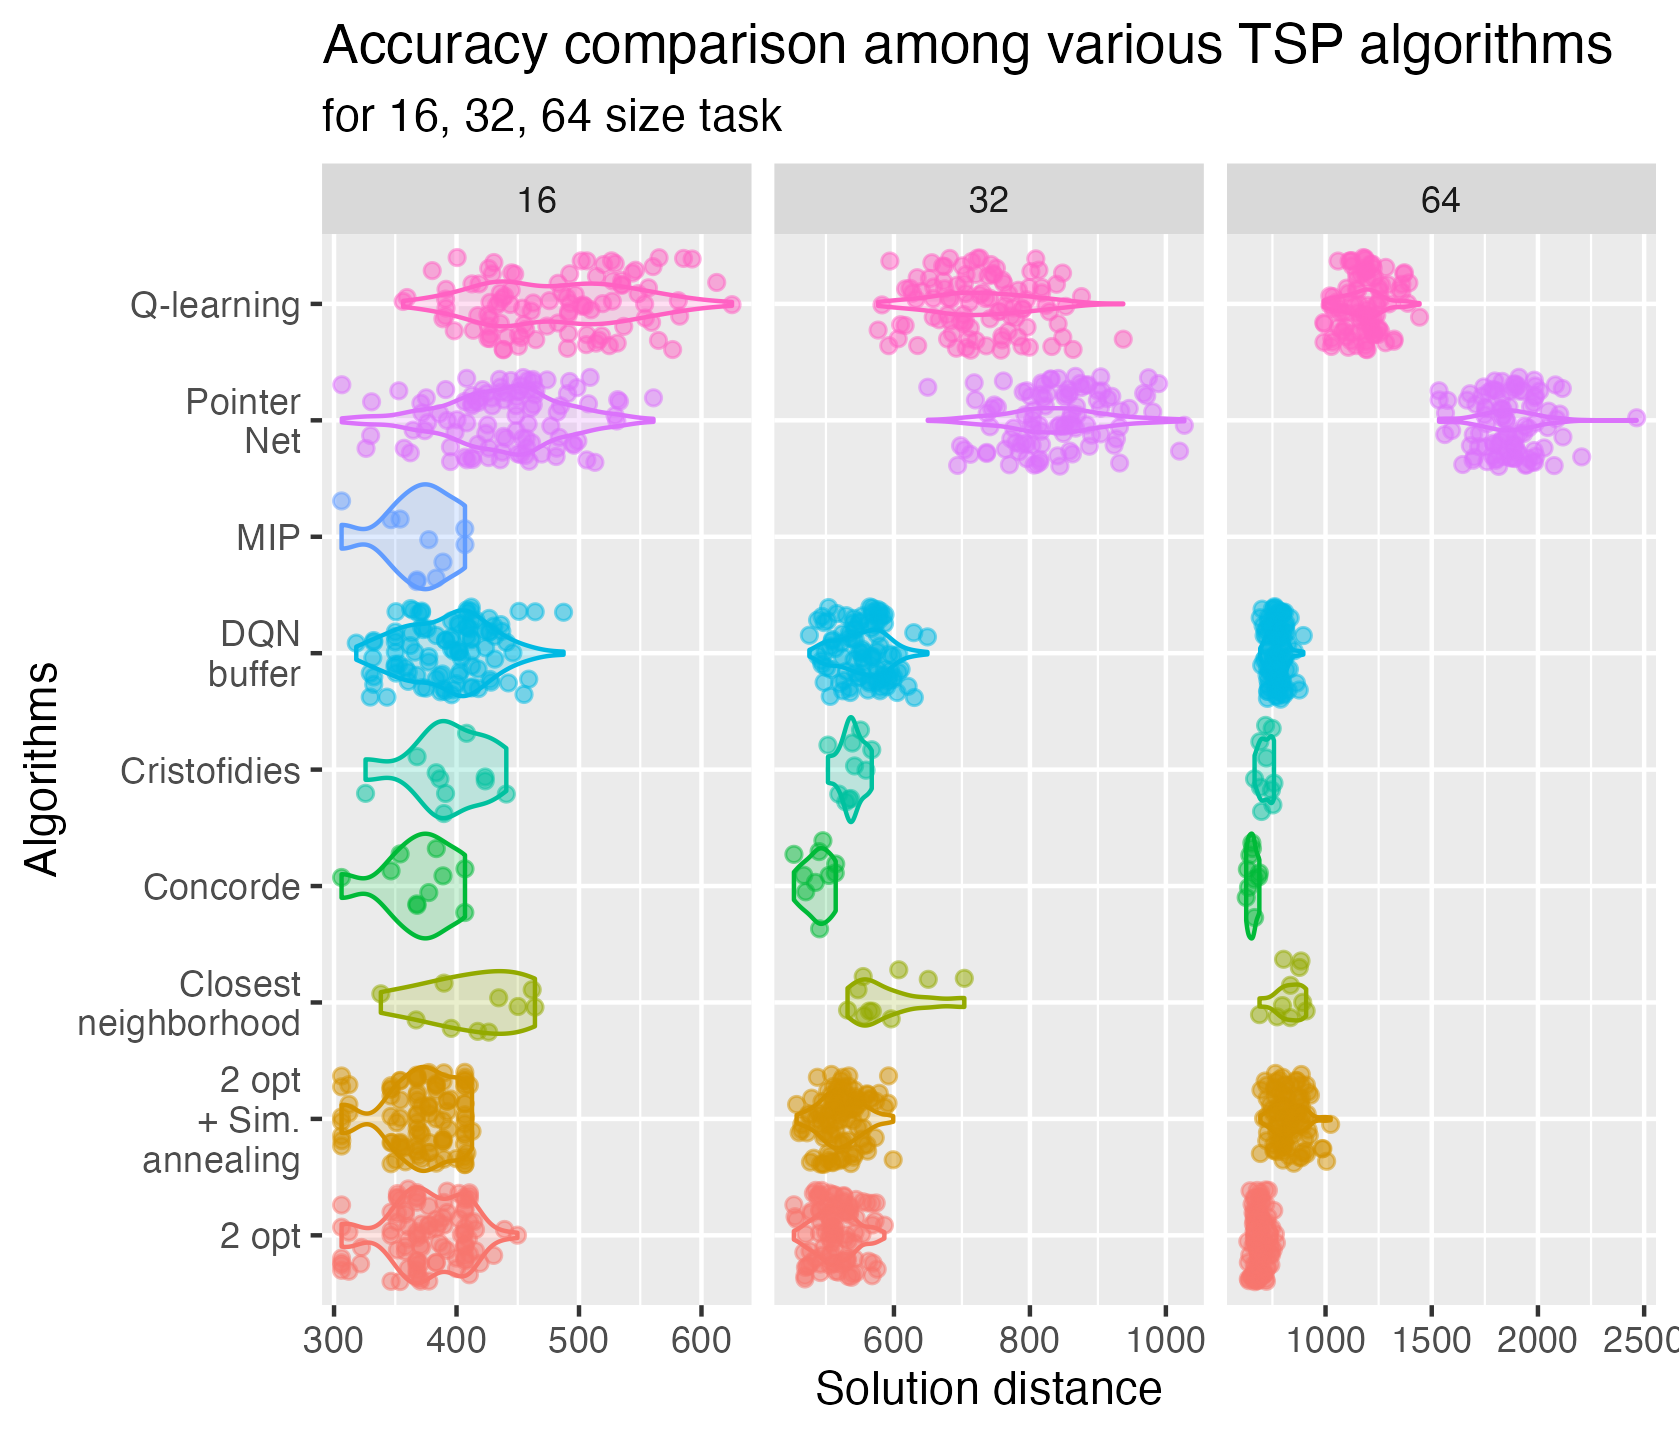 Accuracy comparison among various TSP algorithms
for 16, 32, 64 size task
16
32
64
Algorithms
Q-learning
Pointer
Net
MIP
DQN
buffer
Cristofidies
Concorde
Closest
neighborhood
2 opt
+ Sim.
annealing
2 opt
300 400 500 600
600 800 1000
1000 1500 2000 2500
Solution distance